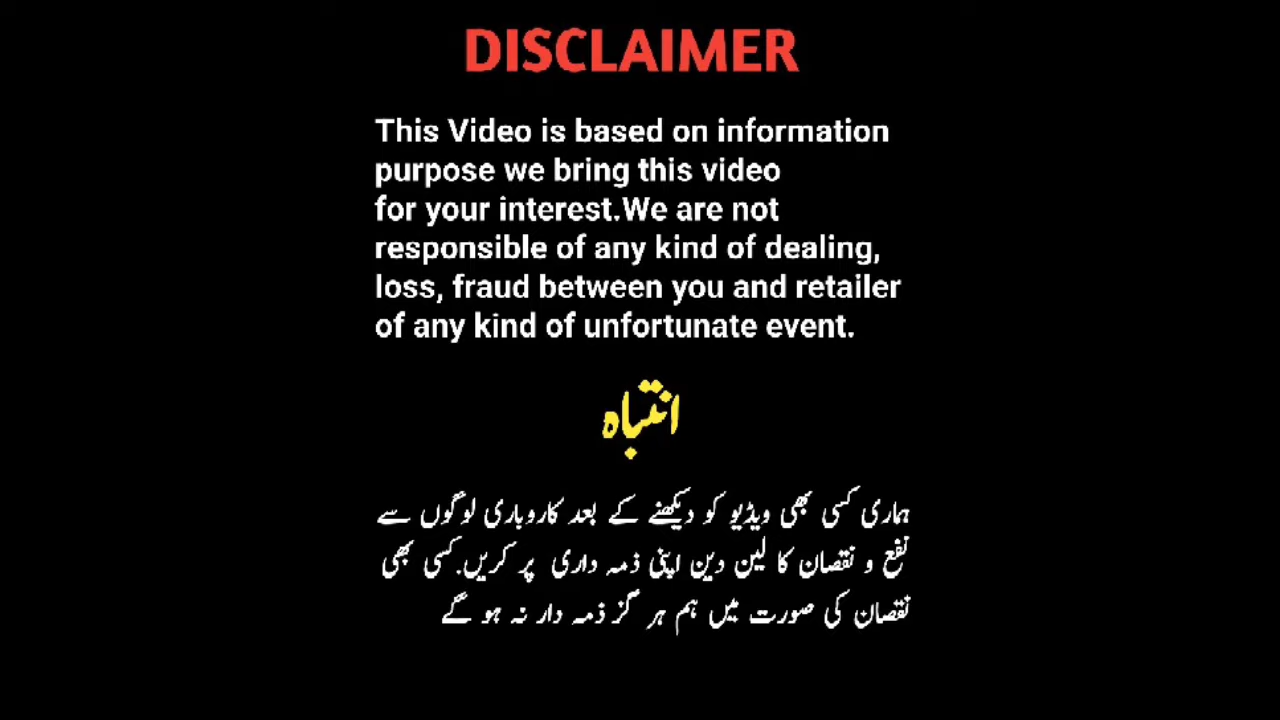 DISCLAIMER
This Video is based on information
purpose we bring this video
for your interest.We are not
responsible of any kind of dealing,
loss, fraud between you and retailer
of any kind of unfortunate event.
انتباہ
ہماری کسی بھی ویڈیو کو دیکھنے کے بعد کاروباری لوگوں سے
نفع و نقصان کا لین دین اپنی ذمہ داری پر کریں.کسی بھی
نقصان کی صورت میں ہم ہر گز ذمہ دار نہ ہو گے